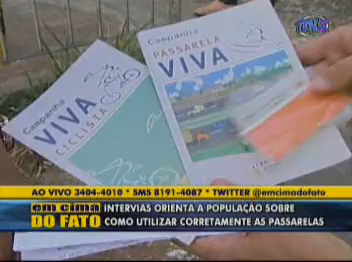 Campanha
PASSARELA
VIVA
Campanha
VIVA
CICLISTA
AO VIVO 3404-4010 * SMS 8191-4087 * TWITTER @emcimadofato
em cima
DO FATO
INTERVIAS ORIENTA A POPULAÇÃO SOBRE
COMO UTILIZAR CORRETAMENTE AS PASSARELAS